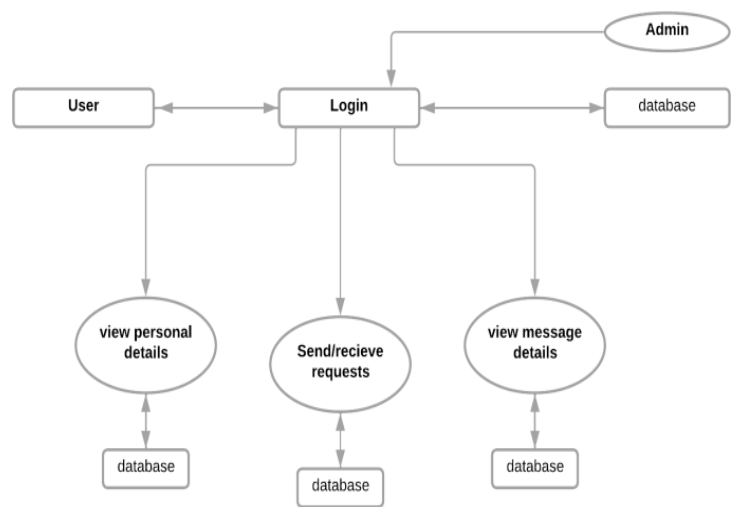 Admin
User
Login
database
view personal
details
Send/recieve
requests
view message
details
database
database
database